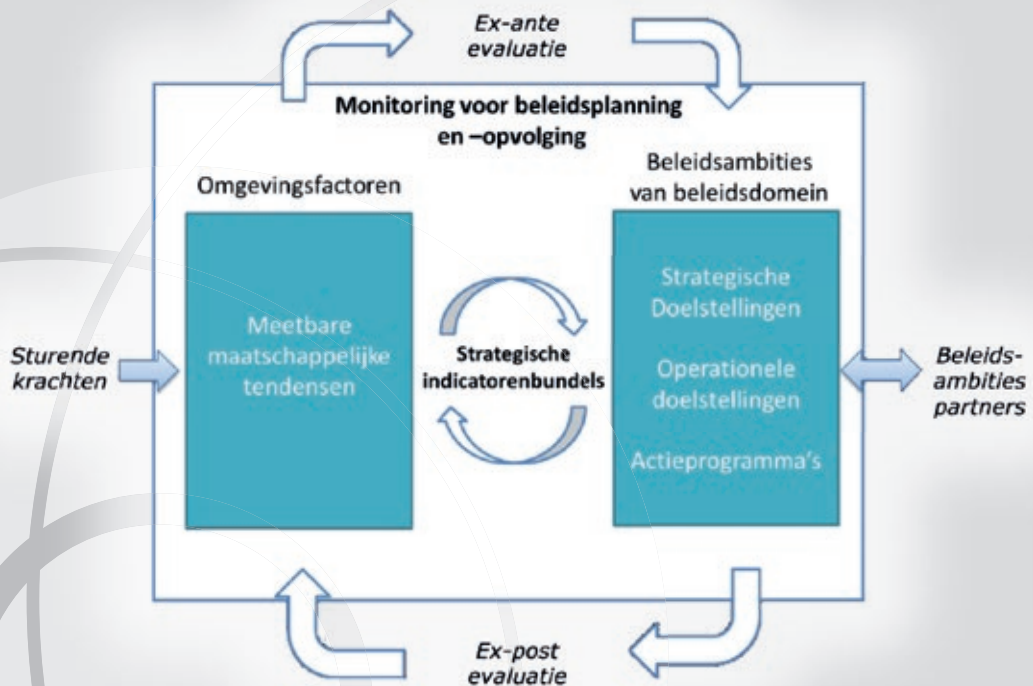 Ex-ante
evaluatie
Monitoring voor beleidsplanning
en –opvolging
Omgevingsfactoren
Beleidsambities
van beleidsdomein
Meetbare
maatschappelijke
tendensen
Strategische
indicatorenbundels
Strategische
Doelstellingen
Operationele
doelstellingen
Actieprogramma's
Sturende
krachten
Beleids-
ambities
partners
Ex-post
evaluatie